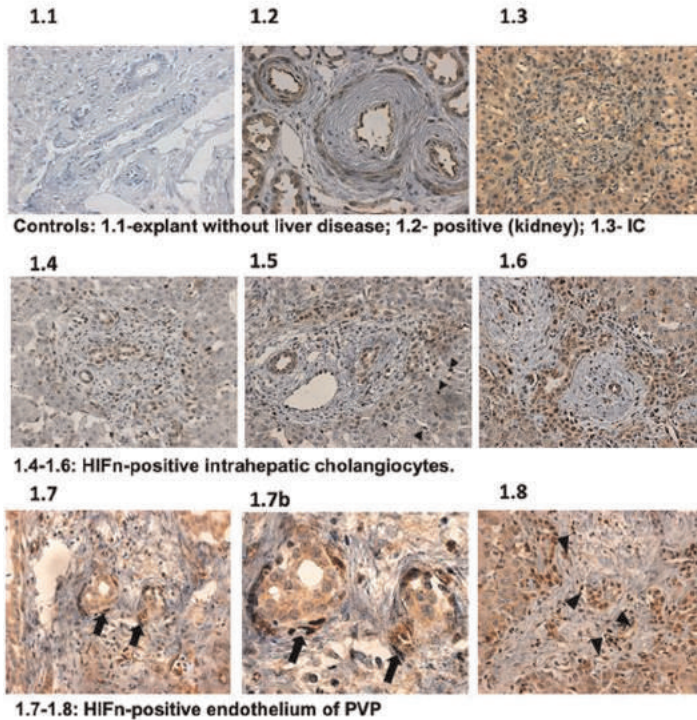 1.1 1.2 1.3
Controls: 1.1-explant without liver disease; 1.2- positive (kidney); 1.3- IC
1.4 1.5 1.6
1.4-1.6: HIFn-positive intrahepatic cholangiocytes.
1.7 1.7b 1.8
1.7-1.8: HIFn-positive endothelium of PVP